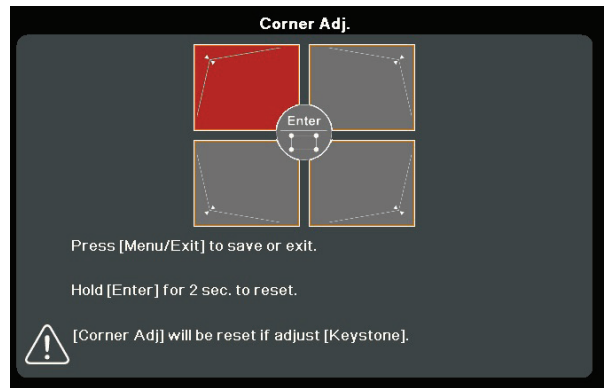 Corner Adj.
Enter
Press [Menu/Exit] to save or exit.
Hold [Enter] for 2 sec. to reset.
[Corner Adj] will be reset if adjust [Keystone].